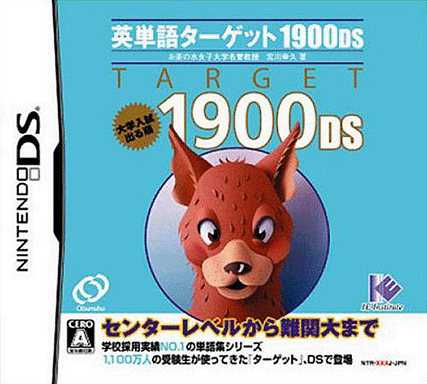 NINTENDO DS
英単語ターゲット1900DS
お茶の水女子大学名誉教授 宮川幸久 著
TARGET
1900DS
大学入試
出る順
Obunsha
IE Institute
CERO
A
センターレベルから難関大まで
学校採用実績NO.1の単語集シリーズ
1,100万人の受験生が使ってきた「ターゲット」、DSで登場
NTR-XXXJ-JPN